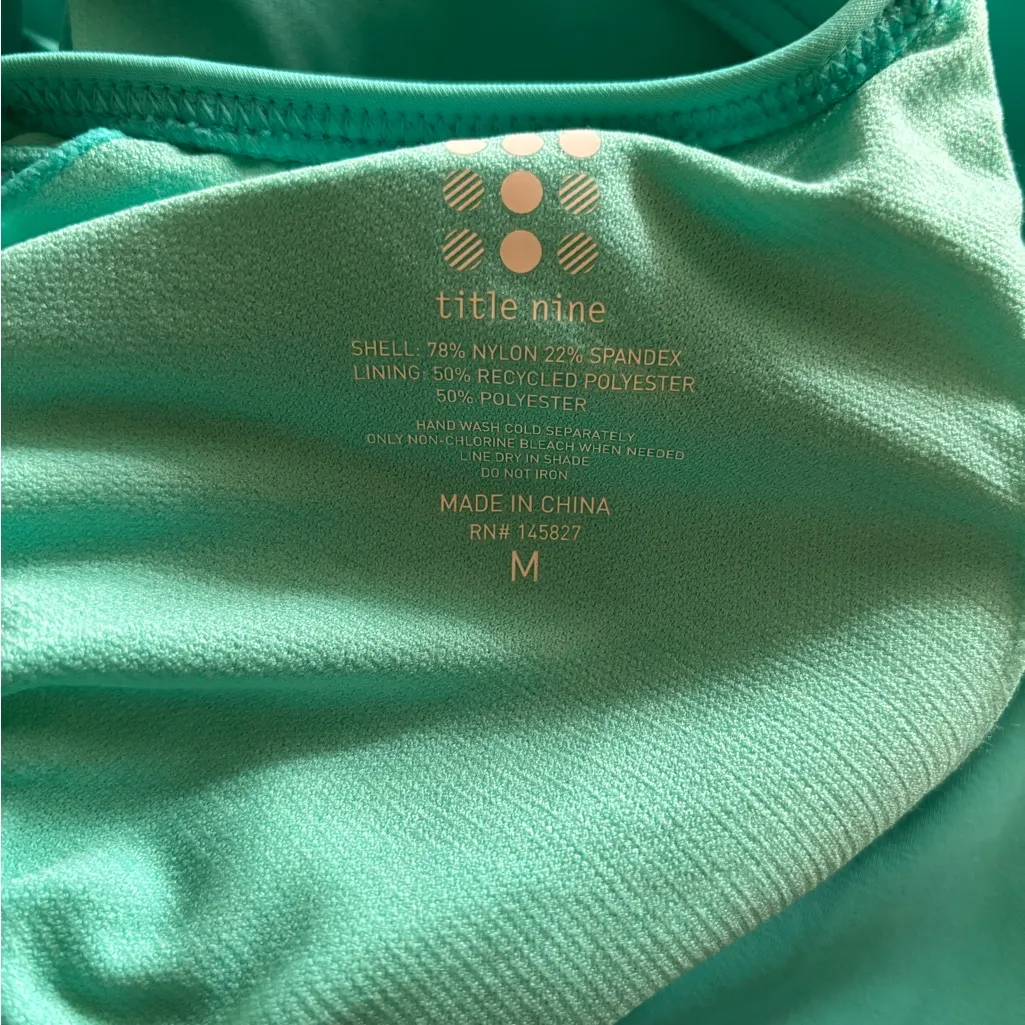 title nine
SHELL: 78% NYLON 22% SPANDEX
LINING: 50% RECYCLED POLYESTER
50% POLYESTER
HAND WASH COLD SEPARATELY
ONLY NON-CHLORINE BLEACH WHEN NEEDED
LINE DRY IN SHADE
DO NOT IRON
MADE IN CHINA
RN# 145827
M